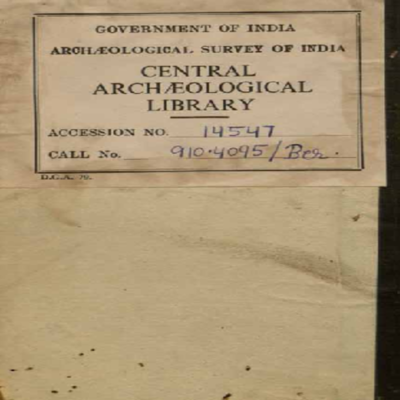 GOVERNMENT OF INDIA
ARCHÆOLOGICAL SURVEY OF INDIA
CENTRAL
ARCHÆOLOGICAL
LIBRARY
ACCESSION NO. 14547
CALL No. 910.4095/Ber.
D.G.A. 79.